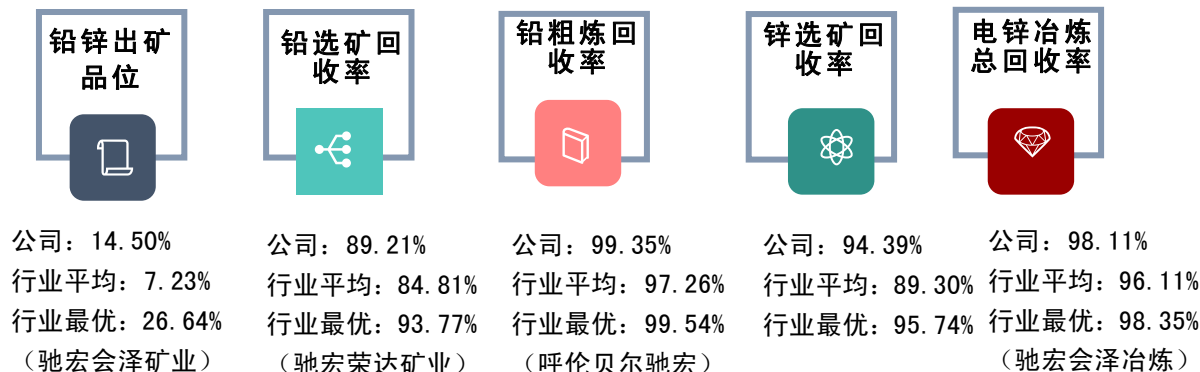 铅锌出矿
品位
公司：14.50%
行业平均：7.23%
行业最优：26.64%
（驰宏会泽矿业）
铅选矿回
收率
公司：89.21%
行业平均：84.81%
行业最优：93.77%
（驰宏荣达矿业）
铅粗炼回
收率
公司：99.35%
行业平均：97.26%
行业最优：99.54%
（呼伦贝尔驰宏）
锌选矿回
收率
公司：94.39%
行业平均：89.30%
行业最优：95.74%
电锌冶炼
总回收率
公司：98.11%
行业平均：96.11%
行业最优：98.35%
（驰宏会泽冶炼）